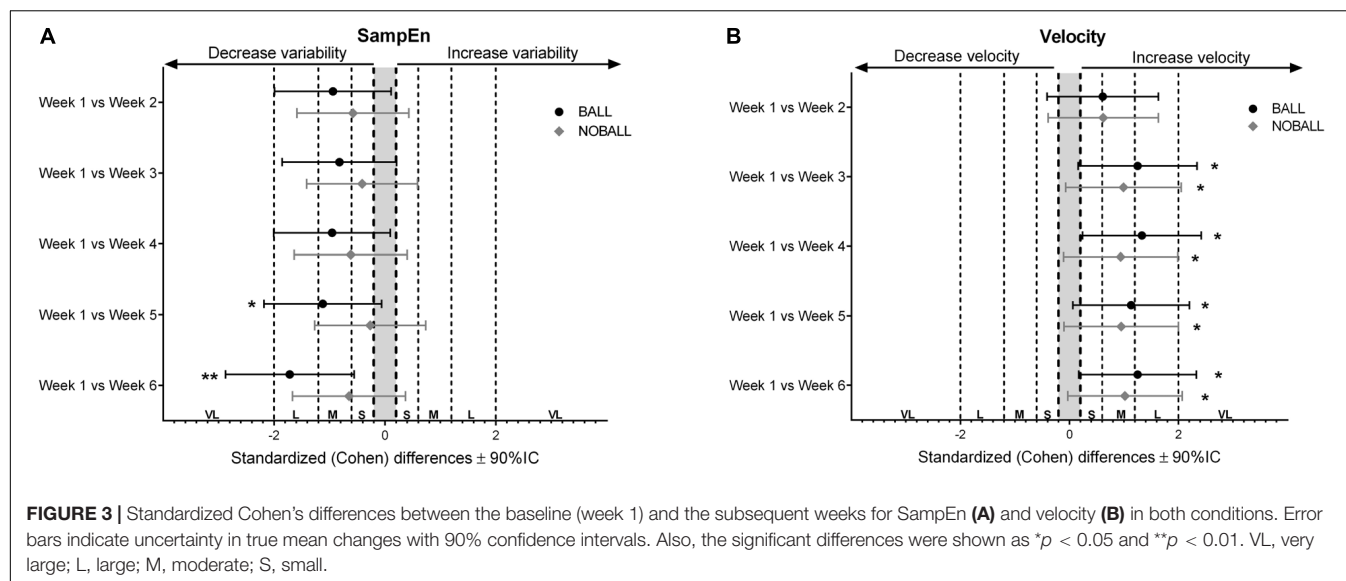 A
SampEn
Decrease variability
Increase variability
BALL
NOBALL
Week 1 vs Week 2
Week 1 vs Week 3
Week 1 vs Week 4
Week 1 vs Week 5
*
Week 1 vs Week 6
**
VL L M S S M L VL
-2 0 2
Standardized (Cohen) differences ± 90%IC
B
Velocity
Decrease velocity
Increase velocity
BALL
NOBALL
Week 1 vs Week 2
Week 1 vs Week 3
*
*
Week 1 vs Week 4
*
*
Week 1 vs Week 5
*
*
Week 1 vs Week 6
*
*
VL L M S S M L VL
-2 0 2
Standardized (Cohen) differences ± 90%IC
FIGURE 3 | Standardized Cohen's differences between the baseline (week 1) and the subsequent weeks for SampEn (A) and velocity (B) in both conditions. Error
bars indicate uncertainty in true mean changes with 90% confidence intervals. Also, the significant differences were shown as *p < 0.05 and **p < 0.01. VL, very
large; L, large; M, moderate; S, small.